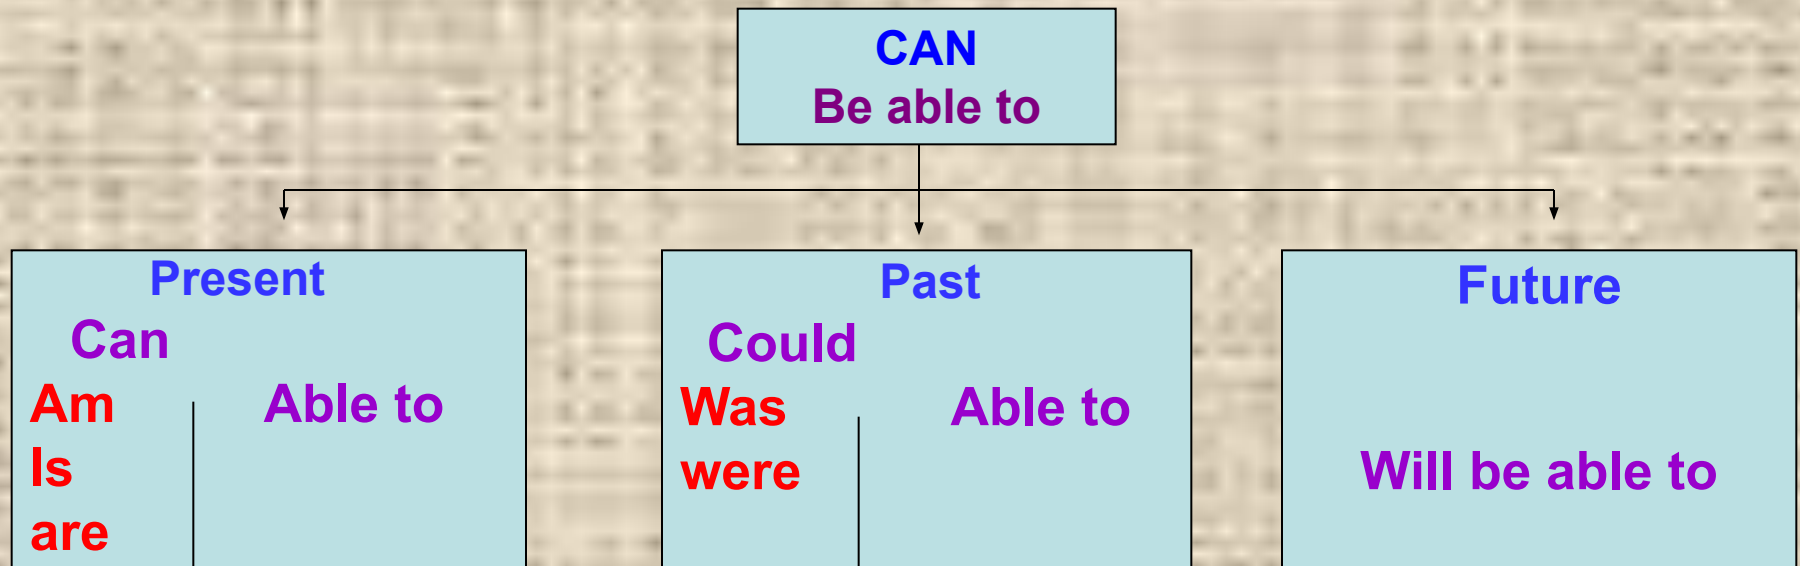 CAN
Be able to
Present
Can
Am Able to
Is
are
Past
Could
Was Able to
were
Future
Will be able to